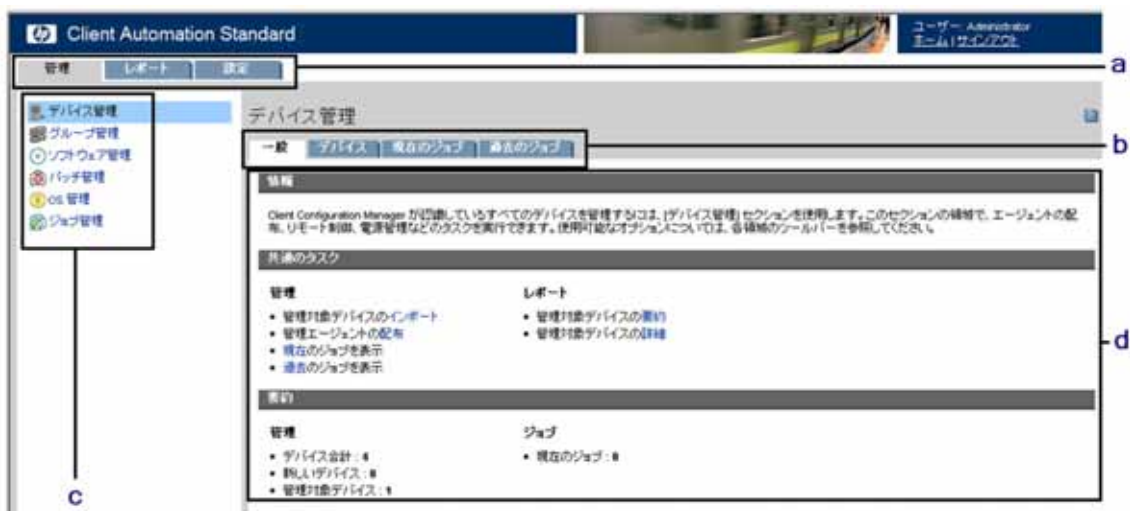 Client Automation Standard
ユーザー: Administrator
ホーム | サインアウト
管理 レポート 設定
a
デバイス管理
グループ管理
ソフトウェア管理
パッチ管理
OS 管理
ジョブ管理
c
デバイス管理
一般 デバイス 現在のジョブ 過去のジョブ
b
情報
Client Configuration Manager が認識しているすべてのデバイスを管理するには、[デバイス管理] セクションを使用します。このセクションの領域で、エージェントの配
布、リモート制御、電源管理などのタスクを実行できます。使用可能なオプションについては、各領域のツールバーを参照してください。
共通のタスク
管理 レポート
• 管理対象デバイスのインポート • 管理対象デバイスの要約
• 管理エージェントの配布 • 管理対象デバイスの詳細
• 現在のジョブを表示
• 過去のジョブを表示
d
要約
管理 ジョブ
• デバイス合計 : • 現在のジョブ : 0
• 新しいデバイス : 0
• 管理対象デバイス : 1